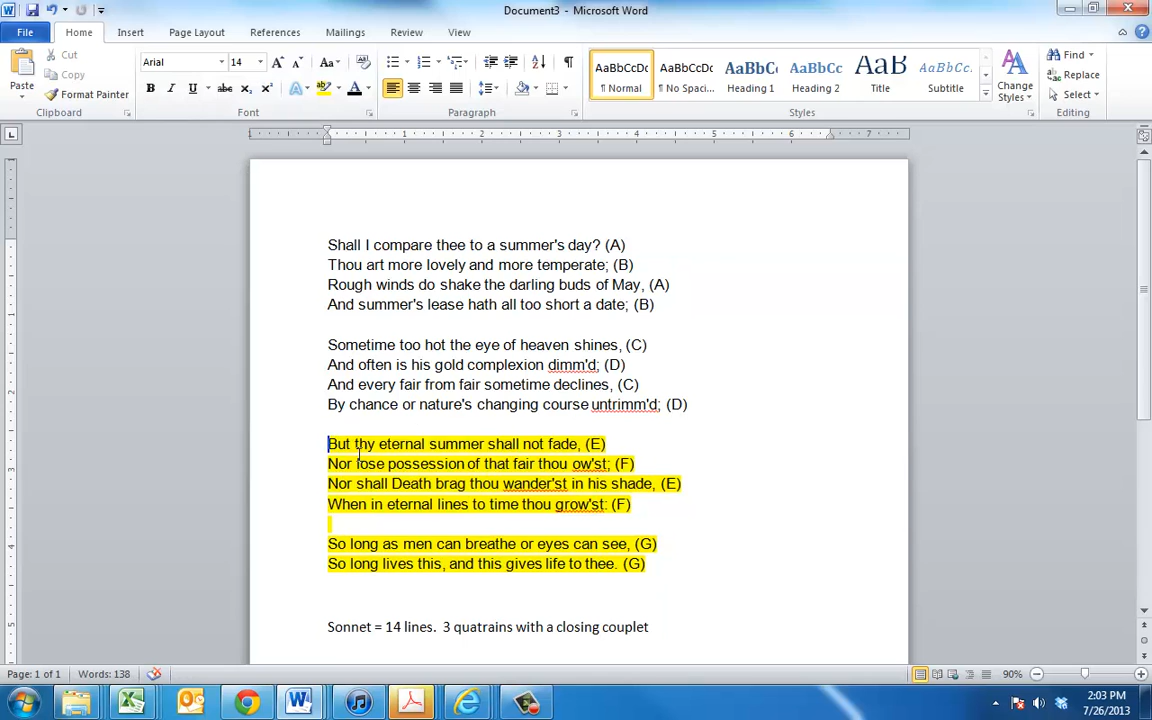 Document3 - Microsoft Word
File Home Insert Page Layout References Mailings Review View
Cut
Copy
Format Painter
Paste
Clipboard
Arial 14
Font
Paragraph
AaBbCcDc AaBbCcDc AaBbC AaBbCc AaB AaBbCc.
¶ Normal ¶ No Spaci... Heading 1 Heading 2 Title Subtitle
Styles
Change Styles
Find
Replace
Select
Editing
1 1 2 3 4 5 6 7
Shall I compare thee to a summer's day? (A)
Thou art more lovely and more temperate; (B)
Rough winds do shake the darling buds of May, (A)
And summer's lease hath all too short a date; (B)
Sometime too hot the eye of heaven shines, (C)
And often is his gold complexion dimm'd; (D)
And every fair from fair sometime declines, (C)
By chance or nature's changing course untrimm'd; (D)
But thy eternal summer shall not fade, (E)
Nor lose possession of that fair thou ow'st; (F)
Nor shall Death brag thou wander'st in his shade, (E)
When in eternal lines to time thou grow'st: (F)
So long as men can breathe or eyes can see, (G)
So long lives this, and this gives life to thee. (G)
Sonnet = 14 lines.  3 quatrains with a closing couplet
Page: 1 of 1 Words: 138 90%
2:03 PM
7/26/2013